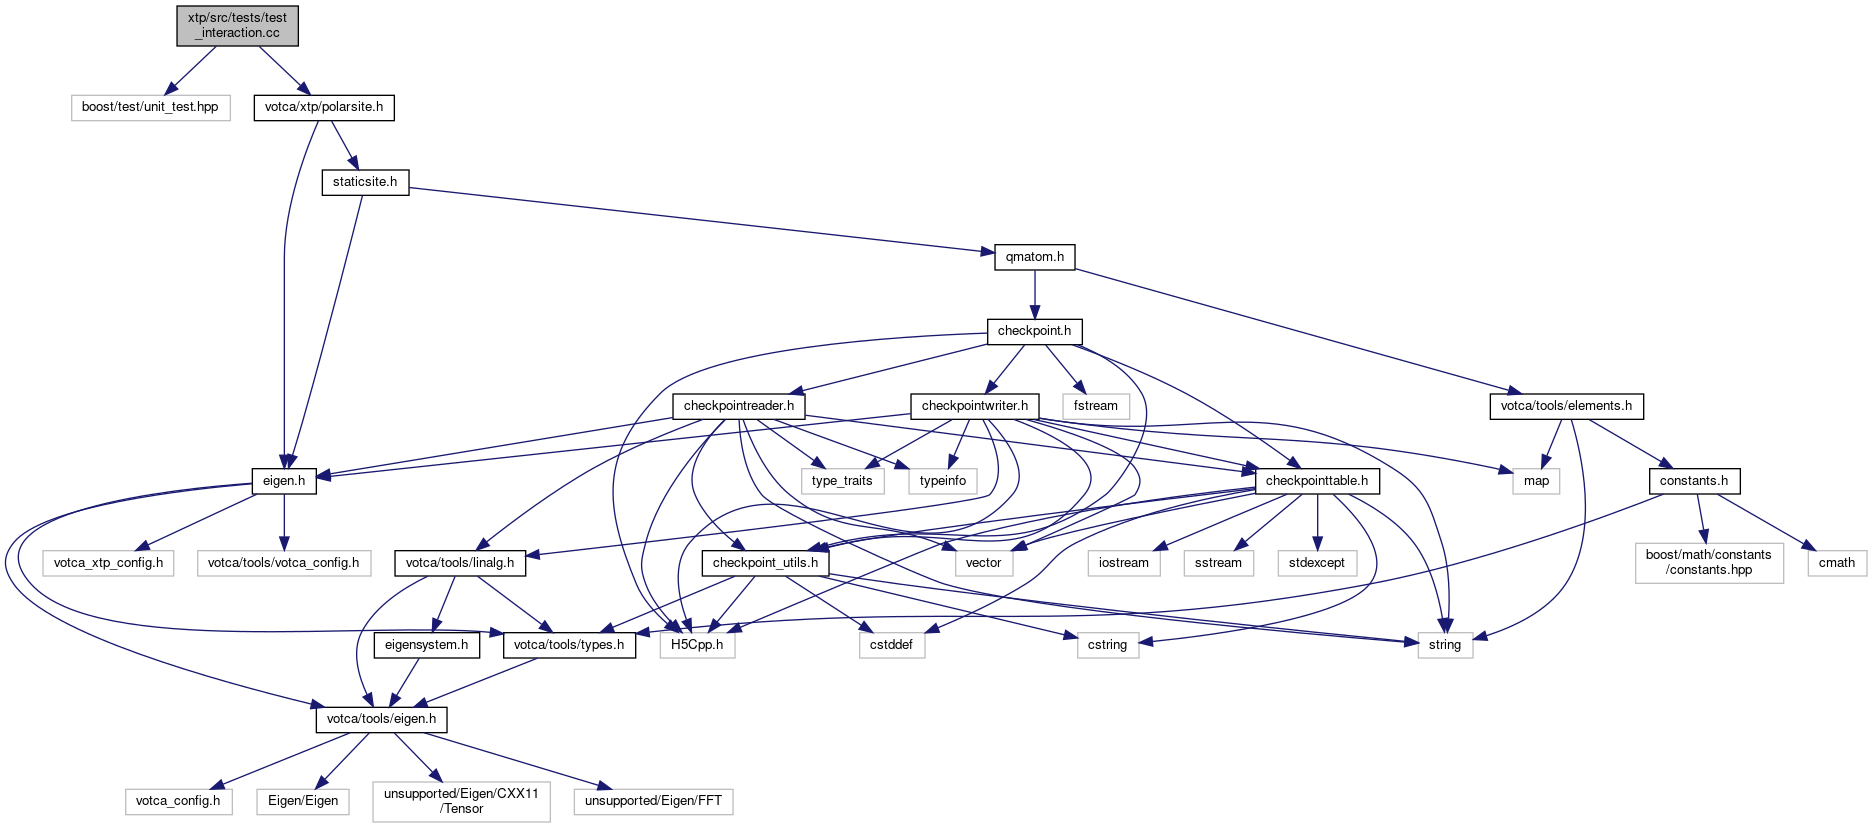 xtp/src/tests/test
_interaction.cc
boost/test/unit_test.hpp
votca/xtp/polarsite.h
staticsite.h
qmatom.h
checkpoint.h
checkpointreader.h
checkpointwriter.h
fstream
votca/tools/elements.h
eigen.h
type_traits
typeinfo
checkpointtable.h
map
constants.h
votca_xtp_config.h
votca/tools/votca_config.h
votca/tools/linalg.h
checkpoint_utils.h
vector
iostream
sstream
stdexcept
boost/math/constants
/constants.hpp
cmath
eigensystem.h
votca/tools/types.h
H5Cpp.h
cstddef
cstring
string
votca/tools/eigen.h
votca_config.h
Eigen/Eigen
unsupported/Eigen/CXX11
/Tensor
unsupported/Eigen/FFT